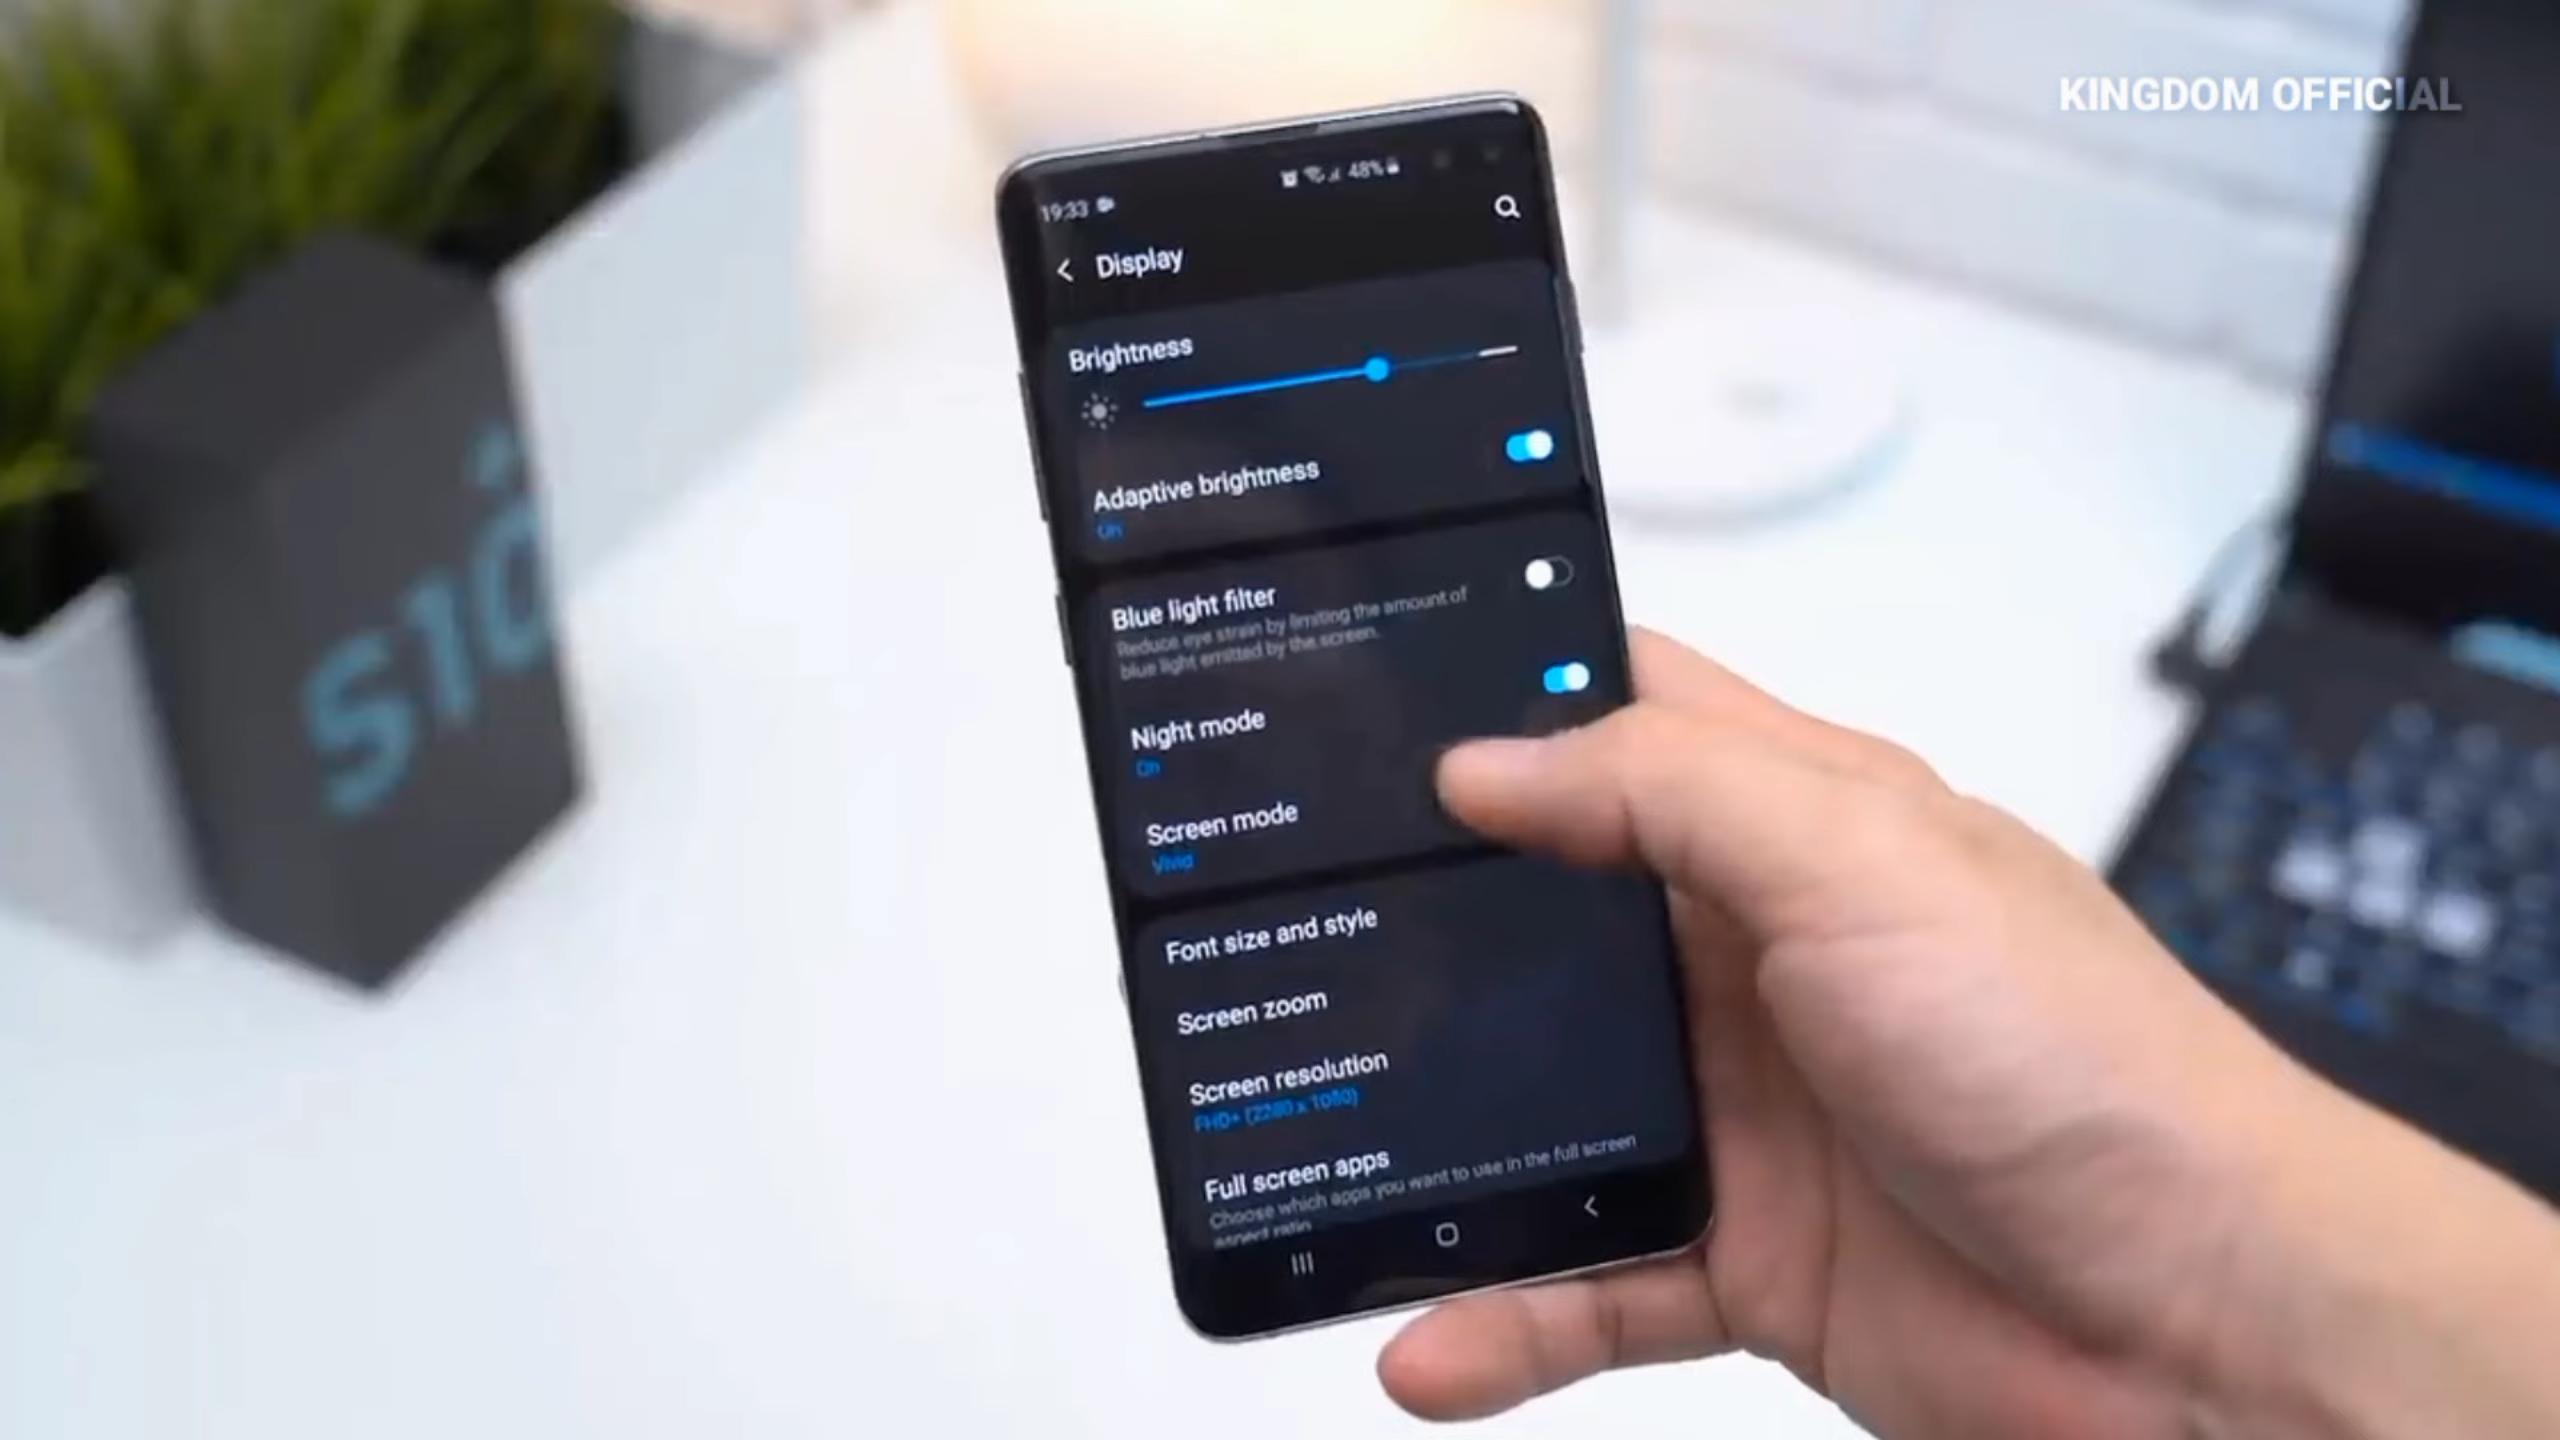 KINGDOM OFFICIAL
19:33
48%
Display
Brightness
Adaptive brightness
On
Blue light filter
Reduce eye strain by limiting the amount of
blue light emitted by the screen.
Night mode
On
Screen mode
Vivid
Font size and style
Screen zoom
Screen resolution
FHD+ (2280 x 1080)
Full screen apps
Choose which apps you want to use in the full screen
aspect ratio.
S10